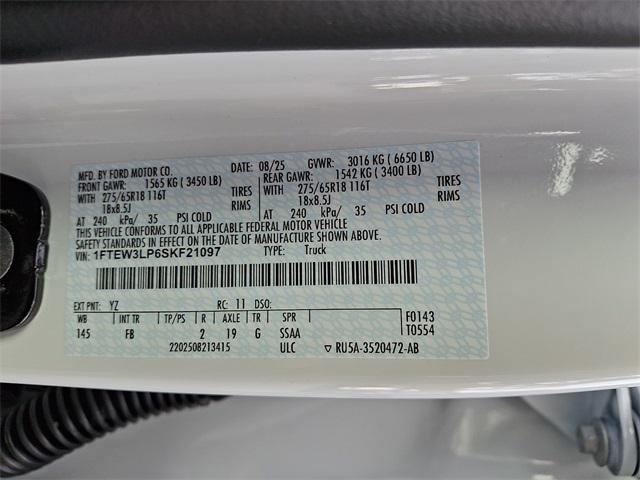 MFD. BY FORD MOTOR CO. DATE: 08/25 GVWR: 3016 KG ( 6650 LB)
FRONT GAWR: 1565 KG ( 3450 LB) REAR GAWR: 1542 KG ( 3400 LB)
WITH 275/65R18 116T TIRES WITH 275/65R18 116T TIRES
18x8.5J RIMS 18x8.5J RIMS
AT 240 kPa/ 35 PSI COLD AT 240 kPa/ 35 PSI COLD
THIS VEHICLE CONFORMS TO ALL APPLICABLE FEDERAL MOTOR VEHICLE
SAFETY AND THEFT PREVENTION STANDARDS IN EFFECT ON THE DATE OF MANUFACTURE SHOWN ABOVE.
VIN: 1FTEW3LP6SKF21097 TYPE: Truck
EXT PNT: YZ RC: 11 DSO:
WB INT TR TP/PS R AXLE TR SPR F0143
145 FB 2 19 G SSAA T0554
2202508213415 ULC ▽ RU5A-3520472-AB